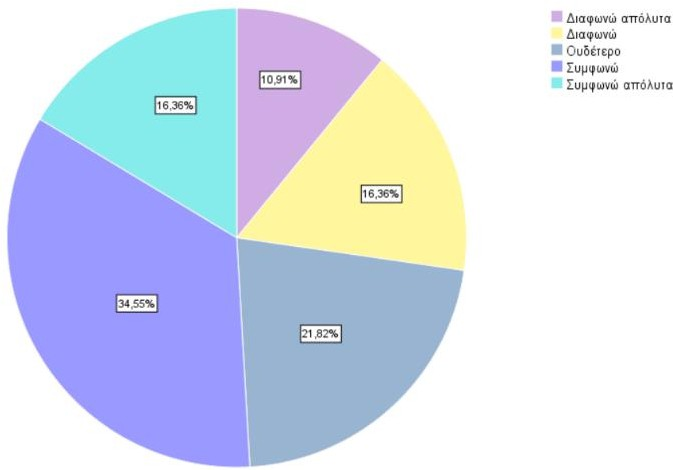 Διαφωνώ απόλυτα
Διαφωνώ
Ουδέτερο
Συμφωνώ
Συμφωνώ απόλυτα
10,91%
16,36%
16,36%
34,55%
21,82%